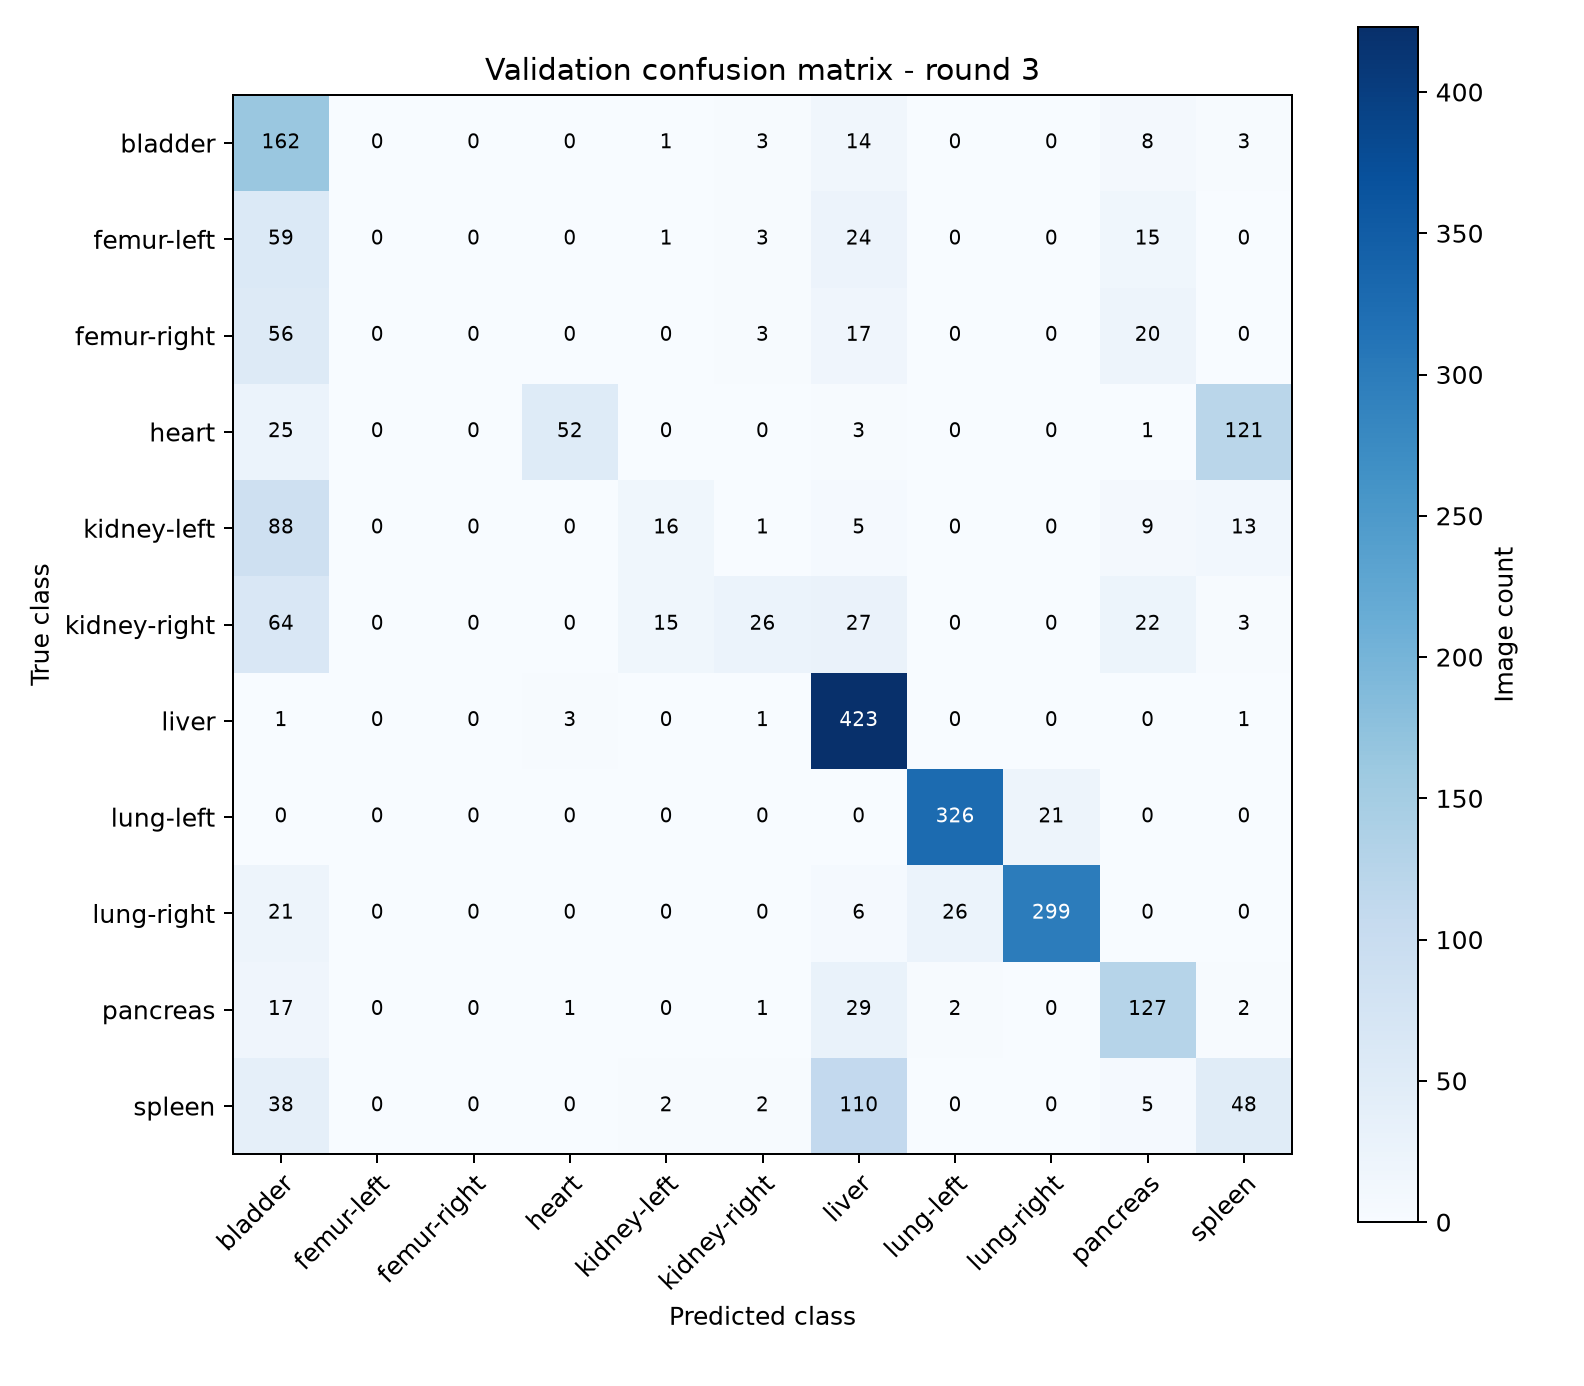 Validation confusion matrix - round 3
bladder 162 0 0 0 1 3 14 0 0 8 3
femur-left 59 0 0 0 1 3 24 0 0 15 0
femur-right 56 0 0 0 0 3 17 0 0 20 0
heart 25 0 0 52 0 0 3 0 0 1 121
kidney-left 88 0 0 0 16 1 5 0 0 9 13
kidney-right 64 0 0 0 15 26 27 0 0 22 3
liver 1 0 0 3 0 1 423 0 0 0 1
lung-left 0 0 0 0 0 0 0 326 21 0 0
lung-right 21 0 0 0 0 0 6 26 299 0 0
pancreas 17 0 0 1 0 1 29 2 0 127 2
spleen 38 0 0 0 2 2 110 0 0 5 48
bladder femur-left femur-right heart kidney-left kidney-right liver lung-left lung-right pancreas spleen
Predicted class
True class
400
350
300
250
200
150
100
50
0
Image count